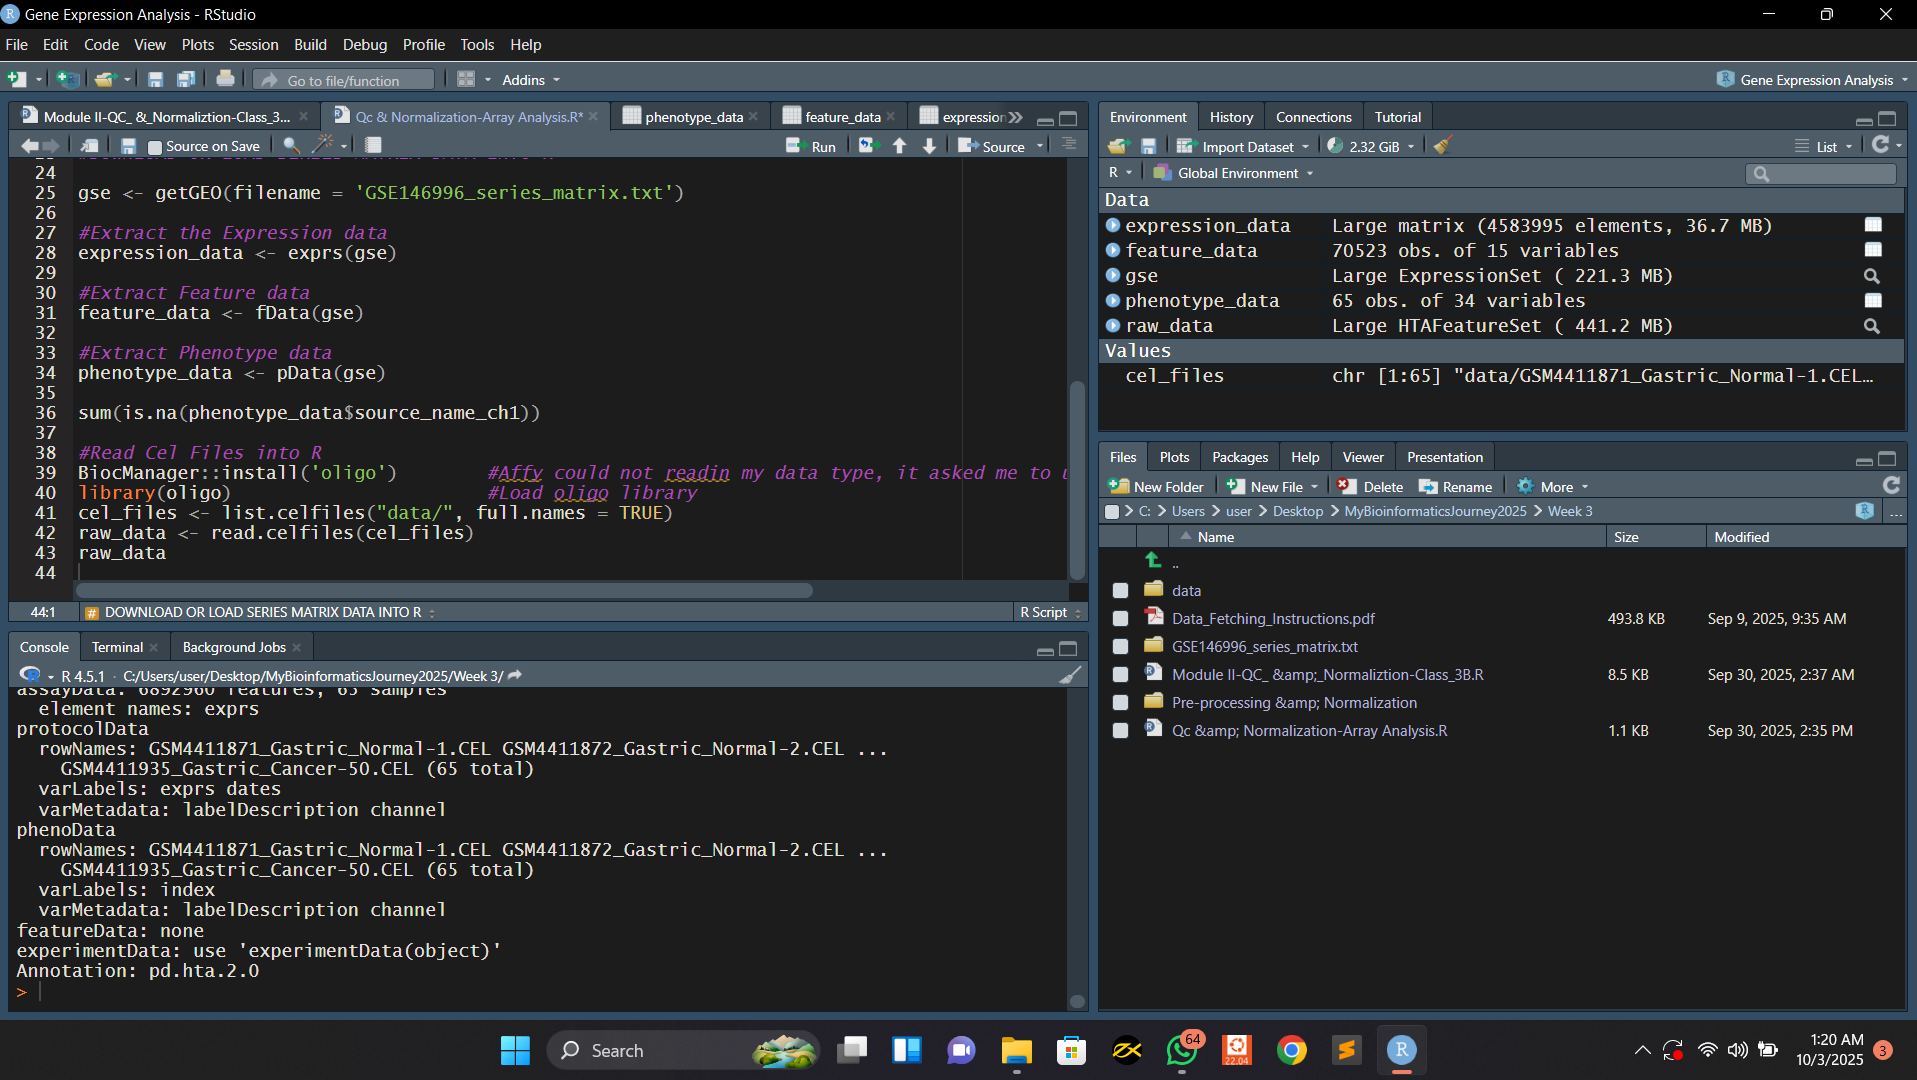 Gene Expression Analysis - RStudio
File Edit Code View Plots Session Build Debug Profile Tools Help
Go to file/function Addins Gene Expression Analysis
Module II-QC_ &_Normaliztion-Class_3... Qc & Normalization-Array Analysis.R* phenotype_data feature_data expression
Source on Save Run Source
24
25 gse <- getGEO(filename = 'GSE146996_series_matrix.txt')
26
27 #Extract the Expression data
28 expression_data <- exprs(gse)
29
30 #Extract Feature data
31 feature_data <- fData(gse)
32
33 #Extract Phenotype data
34 phenotype_data <- pData(gse)
35
36 sum(is.na(phenotype_data$source_name_ch1))
37
38 #Read Cel Files into R
39 BiocManager::install('oligo') #Affy could not readin my data type, it asked me to
40 library(oligo) #Load oligo library
41 cel_files <- list.celfiles("data/", full.names = TRUE)
42 raw_data <- read.celfiles(cel_files)
43 raw_data
44
44:1 # DOWNLOAD OR LOAD SERIES MATRIX DATA INTO R R Script
Console Terminal Background Jobs
R 4.5.1 · C:/Users/user/Desktop/MyBioinformaticsJourney2025/Week 3/
assayData: 6892960 features, 65 samples
element names: exprs
protocolData
rowNames: GSM4411871_Gastric_Normal-1.CEL GSM4411872_Gastric_Normal-2.CEL ...
GSM4411935_Gastric_Cancer-50.CEL (65 total)
varLabels: exprs dates
varMetadata: labelDescription channel
phenoData
rowNames: GSM4411871_Gastric_Normal-1.CEL GSM4411872_Gastric_Normal-2.CEL ...
GSM4411935_Gastric_Cancer-50.CEL (65 total)
varLabels: index
varMetadata: labelDescription channel
featureData: none
experimentData: use 'experimentData(object)'
Annotation: pd.hta.2.0
>
Environment History Connections Tutorial
Import Dataset 2.32 GiB List
R Global Environment
Data
expression_data Large matrix (4583995 elements, 36.7 MB)
feature_data 70523 obs. of 15 variables
gse Large ExpressionSet ( 221.3 MB)
phenotype_data 65 obs. of 34 variables
raw_data Large HTAFeatureSet ( 441.2 MB)
Values
cel_files chr [1:65] "data/GSM4411871_Gastric_Normal-1.CEL…
Files Plots Packages Help Viewer Presentation
New Folder New File Delete Rename More
C: > Users > user > Desktop > MyBioinformaticsJourney2025 > Week 3 ...
Name Size Modified
..
data
Data_Fetching_Instructions.pdf 493.8 KB Sep 9, 2025, 9:35 AM
GSE146996_series_matrix.txt
Module II-QC_ &amp;_Normaliztion-Class_3B.R 8.5 KB Sep 30, 2025, 2:37 AM
Pre-processing &amp; Normalization
Qc &amp; Normalization-Array Analysis.R 1.1 KB Sep 30, 2025, 2:35 PM
Search 64 22.04 R 1:20 AM
10/3/2025 3